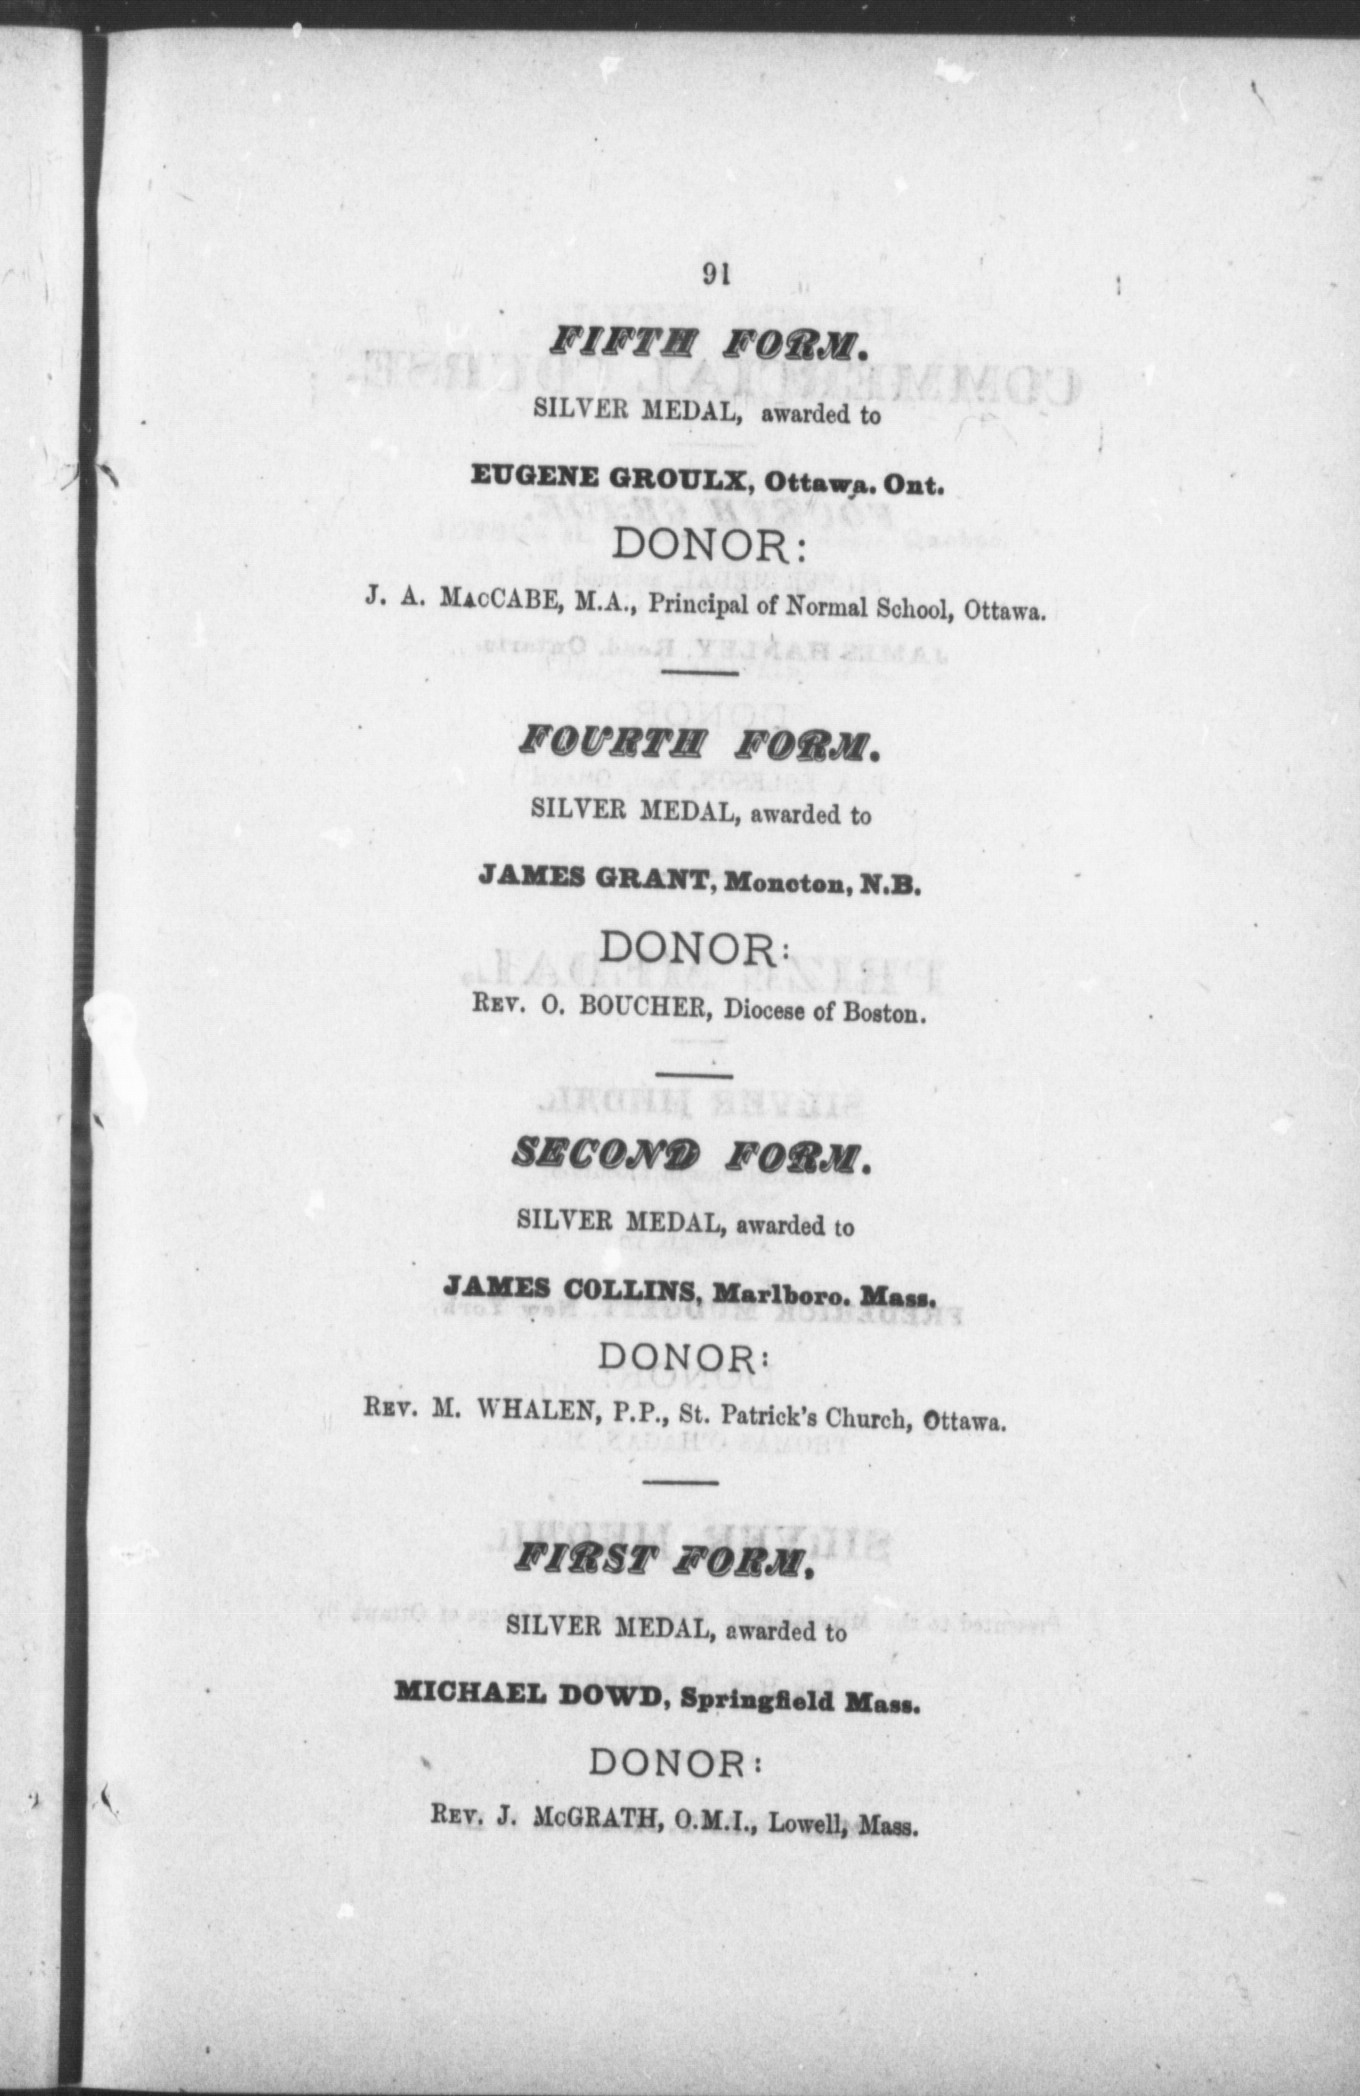 91
FIFTH FORM.
SILVER MEDAL, awarded to
EUGENE GROULX, Ottawa. Ont.
DONOR:
J. A. MacCABE, M.A., Principal of Normal School, Ottawa.
FOURTH FORM.
SILVER MEDAL, awarded to
JAMES GRANT, Moncton, N.B.
DONOR:
REV. O. BOUCHER, Diocese of Boston.
SECOND FORM.
SILVER MEDAL, awarded to
JAMES COLLINS, Marlboro. Mass.
DONOR:
REV. M. WHALEN, P.P., St. Patrick's Church, Ottawa.
FIRST FORM.
SILVER MEDAL, awarded to
MICHAEL DOWD, Springfield Mass.
DONOR:
REV. J. McGRATH, O.M.I., Lowell, Mass.